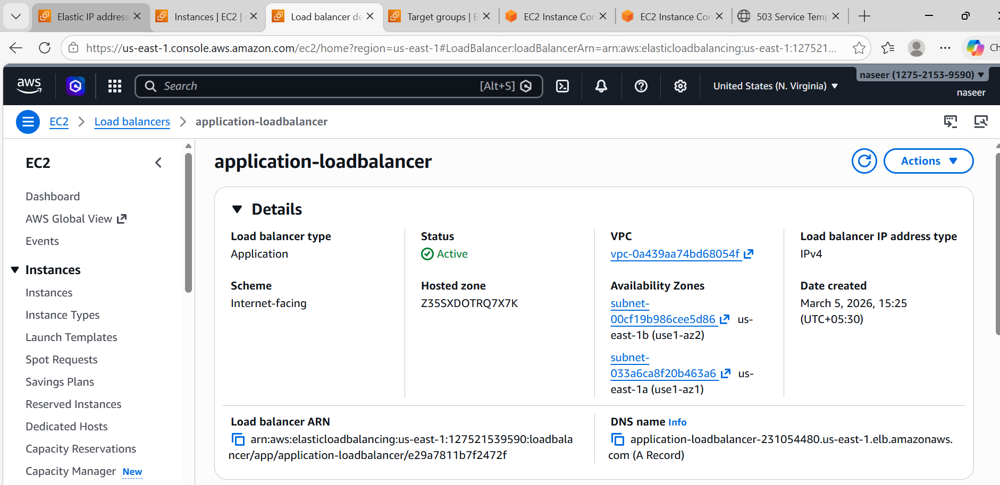 Elastic IP address
Instances | EC2 |
Load balancer de
Target groups | E
EC2 Instance Con
EC2 Instance Con
503 Service Temp
https://us-east-1.console.aws.amazon.com/ec2/home?region=us-east-1#LoadBalancer:loadBalancerArn=arn:aws:elasticloadbalancing:us-east-1:127521...
Ch
aws
Search
[Alt+S]
United States (N. Virginia)
naseer (1275-2153-9590)
naseer
EC2
Load balancers
application-loadbalancer
EC2
Dashboard
AWS Global View
Events
Instances
Instances
Instance Types
Launch Templates
Spot Requests
Savings Plans
Reserved Instances
Dedicated Hosts
Capacity Reservations
Capacity Manager New
application-loadbalancer
Actions
Details
Load balancer type
Application
Status
Active
VPC
vpc-0a439aa74bd68054f
Load balancer IP address type
IPv4
Scheme
Internet-facing
Hosted zone
Z35SXDOTRQ7X7K
Availability Zones
subnet-
00cf19b986cee5d86 us-
east-1b (use1-az2)
subnet-
033a6ca8f20b463a6 us-
east-1a (use1-az1)
Date created
March 5, 2026, 15:25
(UTC+05:30)
Load balancer ARN
arn:aws:elasticloadbalancing:us-east-1:127521539590:loadbala
ncer/app/application-loadbalancer/e29a7811b7f2472f
DNS name Info
application-loadbalancer-231054480.us-east-1.elb.amazonaws.
com (A Record)